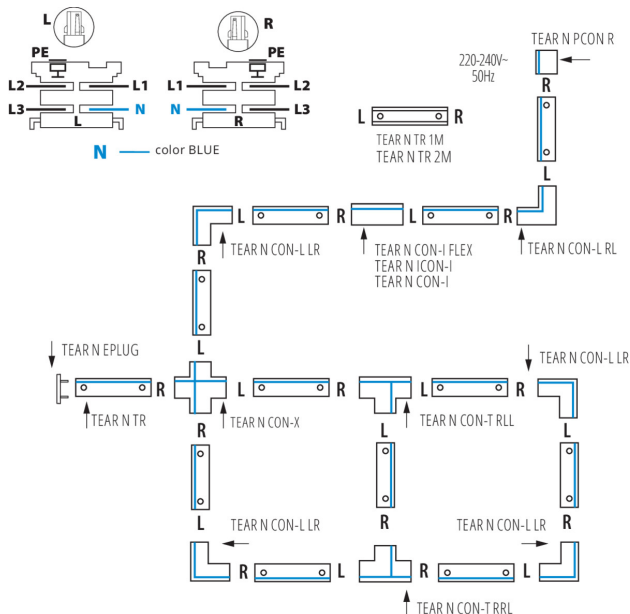 L
R
TEAR N PCON R
PE
PE
220-240V~
50Hz
L2
L1
L1
L2
R
L3
N
N
L3
L
R
L
R
N
color BLUE
TEAR N TR 1M
TEAR N TR 2M
L
L
R
L
R
TEAR N CON-L LR
TEAR N CON-I FLEX
TEAR N CON-L RL
R
TEAR N ICON-I
TEAR N CON-I
L
TEAR N EPLUG
TEAR N CON-L LR
R
L
R
L
R
TEAR N TR
TEAR N CON-X
TEAR N CON-T RLL
R
L
L
L
R
R
TEAR N CON-L LR
TEAR N CON-L LR
R
L
R
L
TEAR N CON-T RRL